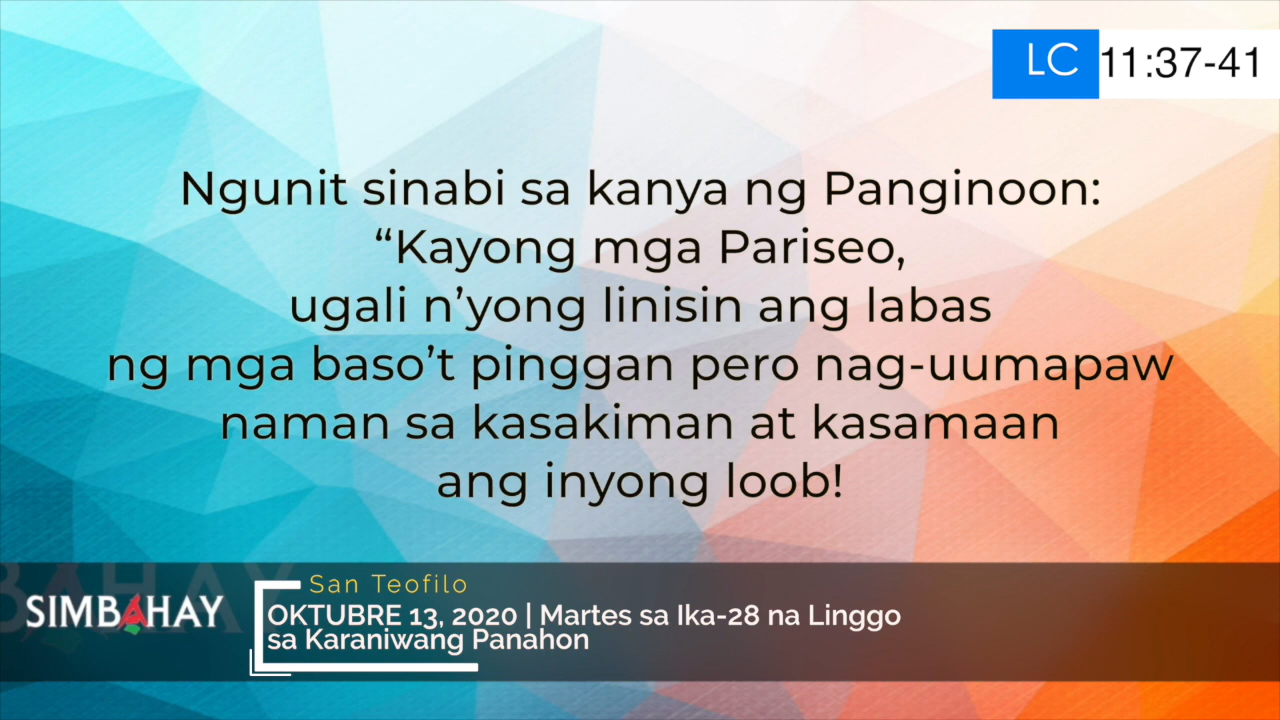 LC 11:37-41
Ngunit sinabi sa kanya ng Panginoon:
“Kayong mga Pariseo,
ugali n’yong linisin ang labas
ng mga baso’t pinggan pero nag-uumapaw
naman sa kasakiman at kasamaan
ang inyong loob!
San Teofilo
SIMBAHAY
OKTUBRE 13, 2020 | Martes sa Ika-28 na Linggo
sa Karaniwang Panahon